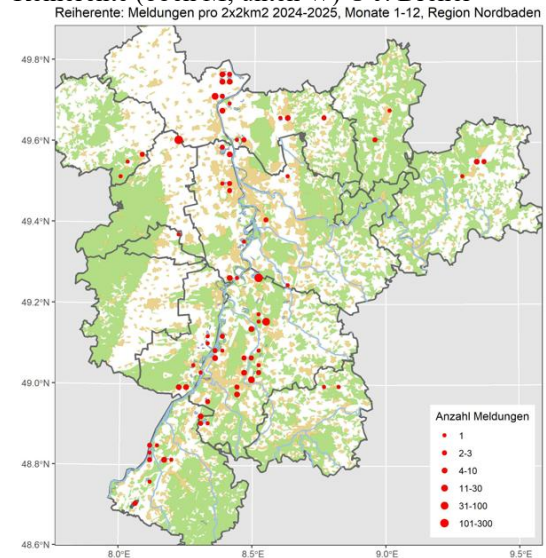 Reiherente: Meldungen pro 2x2km2 2024-2025, Monate 1-12, Region Nordbaden
49.8°N
49.6°N
49.4°N
49.2°N
49.0°N
48.8°N
48.6°N
8.0°E
8.5°E
9.0°E
9.5°E
Anzahl Meldungen
1
2-3
4-10
11-30
31-100
101-300